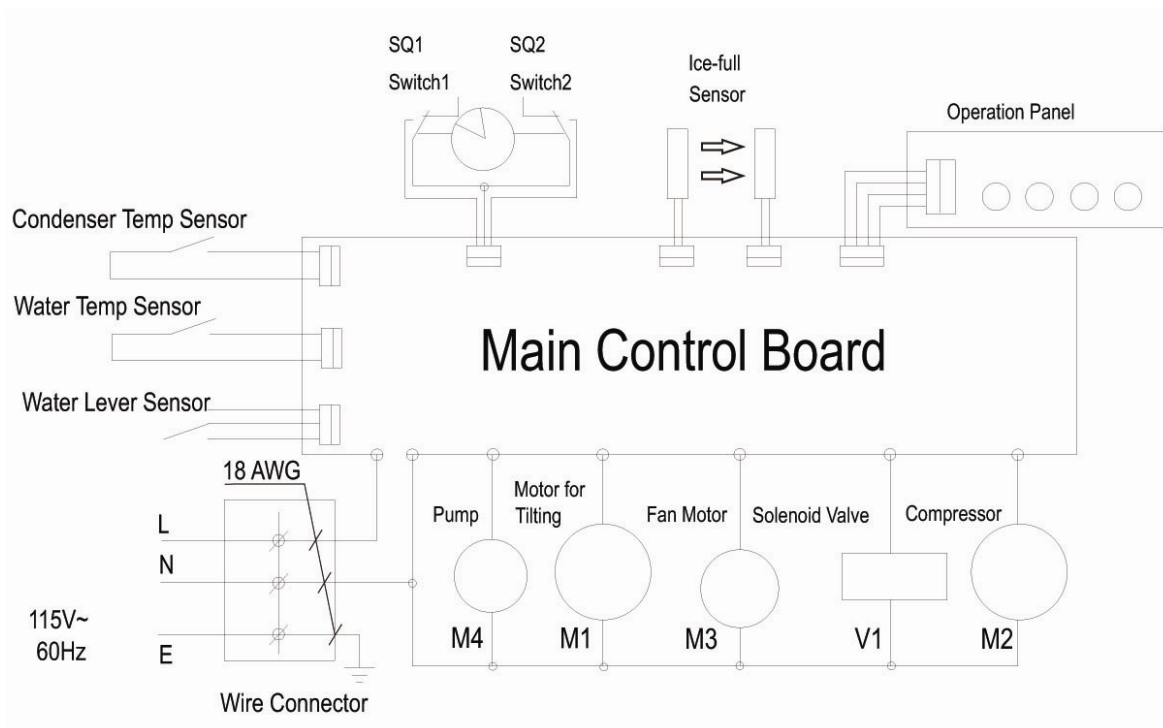 SQ1
Switch1
SQ2
Switch2
Ice-full
Sensor
Operation Panel
Condenser Temp Sensor
Water Temp Sensor
Water Lever Sensor
Main Control Board
18 AWG
L
N
E
115V~
60Hz
Wire Connector
Pump
M4
Motor for
Tilting
M1
Fan Motor
M3
Solenoid Valve
V1
Compressor
M2